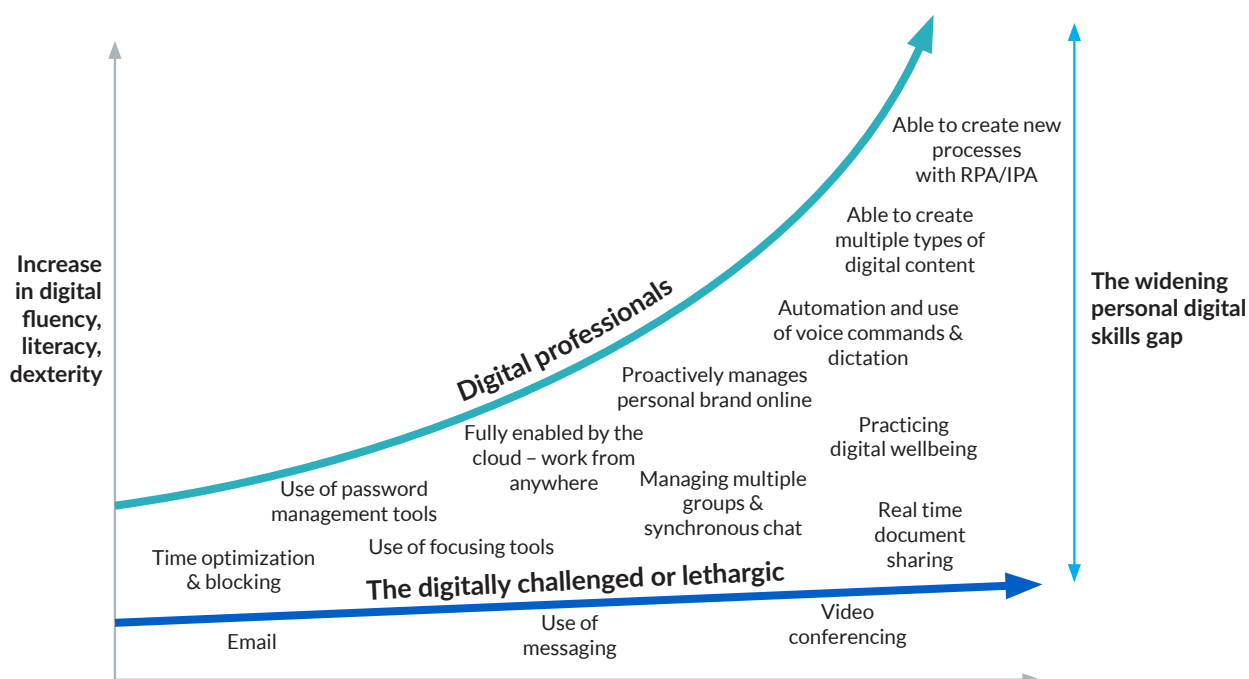 Able to create new
processes
with RPA/IPA
Able to create
multiple types of
digital content
Increase
in digital
fluency,
literacy,
dexterity
The widening
personal digital
skills gap
Digital professionals
Automation and use
of voice commands &
dictation
Proactively manages
personal brand online
Fully enabled by the
cloud – work from
anywhere
Practicing
digital wellbeing
Use of password
management tools
Managing multiple
groups &
synchronous chat
Real time
document
sharing
Time optimization
& blocking
Use of focusing tools
The digitally challenged or lethargic
Email
Use of
messaging
Video
conferencing